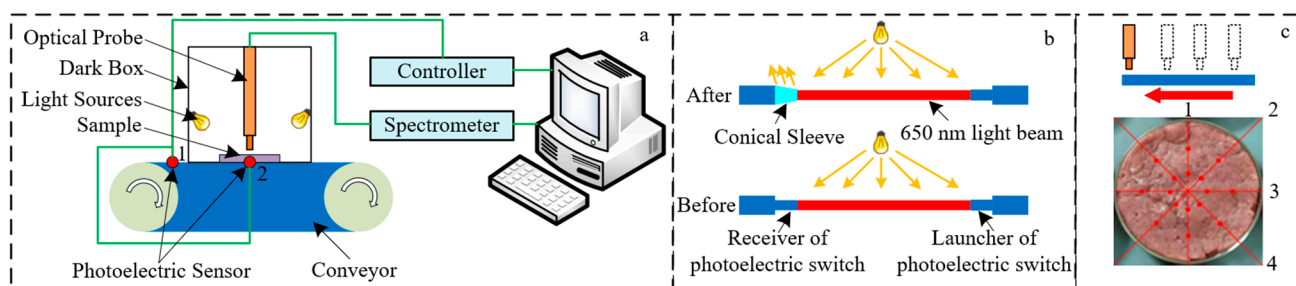 a
Optical Probe
Dark Box
Light Sources
Sample
Controller
Spectrometer
1
2
Photoelectric Sensor
Conveyor
b
After
Conical Sleeve
650 nm light beam
Before
Receiver of
photoelectric switch
Launcher of
photoelectric switch
c
1
2
3
4